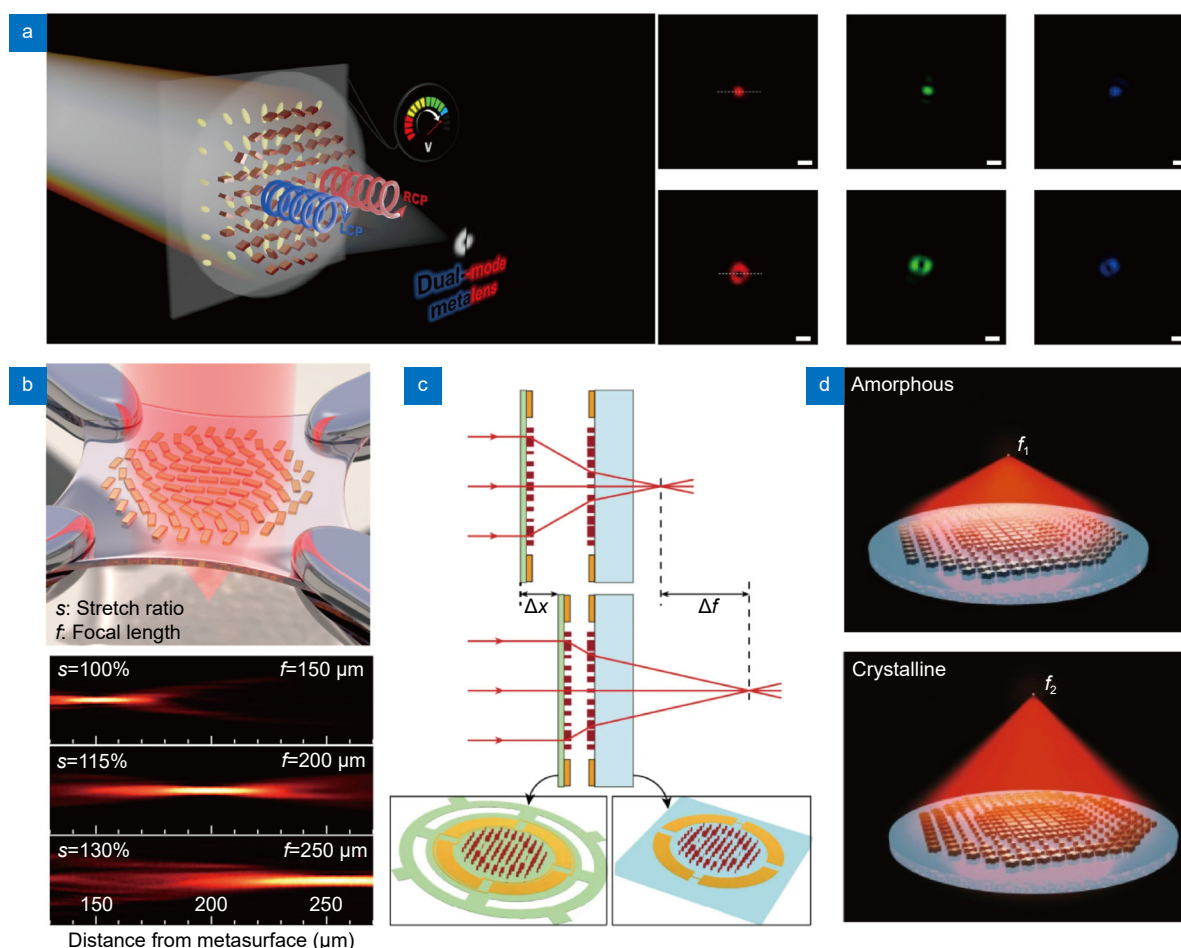 a
V
RCP
LCP
Dual-mode
metalens
b
s: Stretch ratio
f: Focal length
s=100% f=150 μm
s=115% f=200 μm
s=130% f=250 μm
150 200 250
Distance from metasurface (μm)
c
Δx
Δf
d
Amorphous
f1
Crystalline
f2